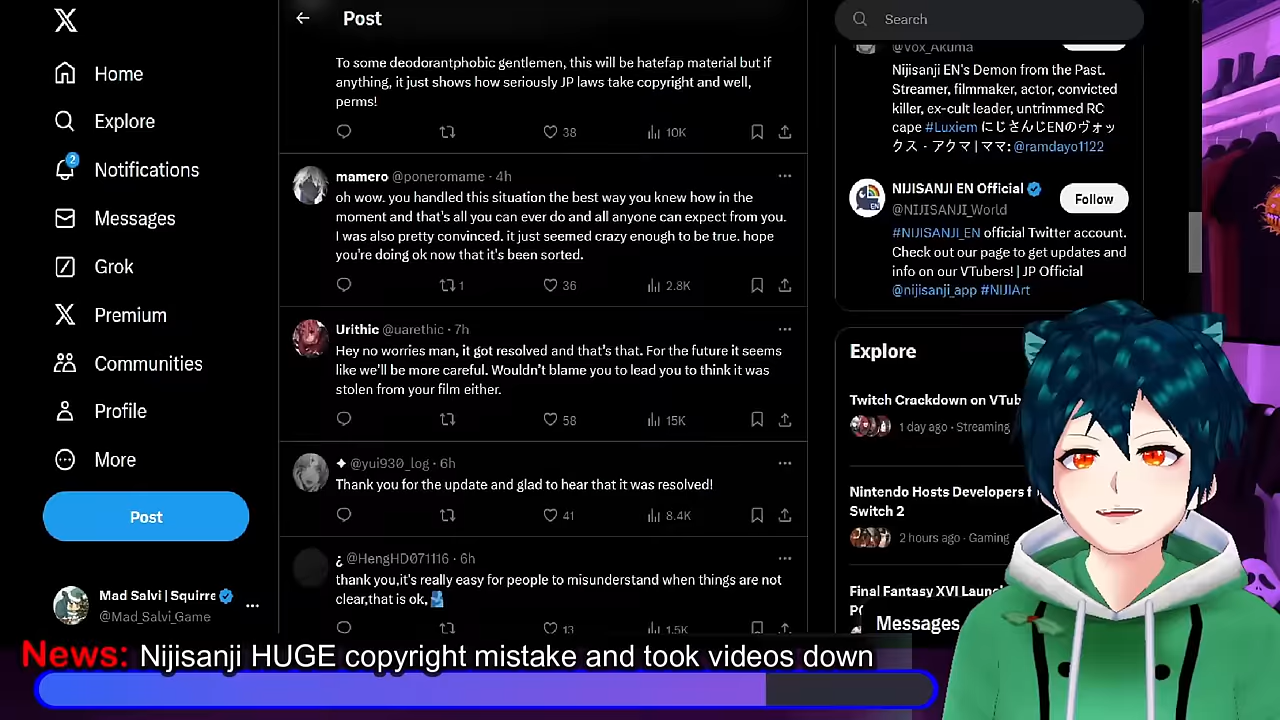 Home
Explore
2
Notifications
Messages
Grok
Premium
Communities
Profile
More
Post
Mad Salvi | Squirre
@Mad_Salvi_Game
Post
To some deodorantphobic gentlemen, this will be hatefap material but if
anything, it just shows how seriously JP laws take copyright and well,
perms!
38
10K
mamero @poneromame · 4h
oh wow. you handled this situation the best way you knew how in the
moment and that's all you can ever do and all anyone can expect from you.
I was also pretty convinced. it just seemed crazy enough to be true. hope
you're doing ok now that it's been sorted.
1
36
2.8K
Urithic @uarethic · 7h
Hey no worries man, it got resolved and that's that. For the future it seems
like we'll be more careful. Wouldn't blame you to lead you to think it was
stolen from your film either.
58
15K
✦ @yui930_log · 6h
Thank you for the update and glad to hear that it was resolved!
41
8.4K
¿ @HengHD071116 · 6h
thank you,it's really easy for people to misunderstand when things are not
clear,that is ok,
13
1.5K
Search
@Vox_Akuma
Nijisanji EN's Demon from the Past.
Streamer, filmmaker, actor, convicted
killer, ex-cult leader, untrimmed RC
cape #Luxiem にじさんじENのヴォッ
クス・アクマ | ママ: @ramdayo1122
NIJISANJI EN Official
@NIJISANJI_World
Follow
#NIJISANJI_EN official Twitter account.
Check out our page to get updates and
info on our VTubers! | JP Official
@nijisanji_app #NIJIArt
Explore
Twitch Crackdown on VTub
1 day ago · Streaming
Nintendo Hosts Developers f
Switch 2
2 hours ago · Gaming
Final Fantasy XVI Laun
Messages
News: Nijisanji HUGE copyright mistake and took videos down